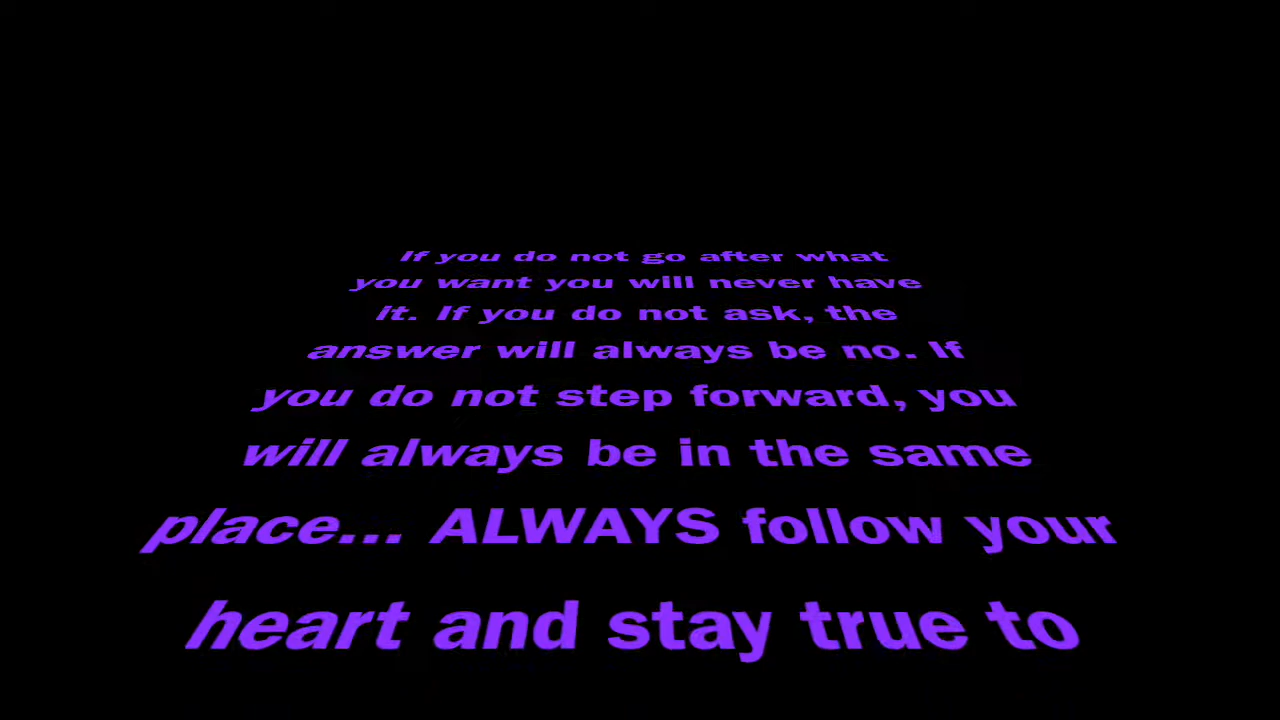 If you do not go after what
you want you will never have
it. If you do not ask, the
answer will always be no. If
you do not step forward, you
will always be in the same
place... ALWAYS follow your
heart and stay true to